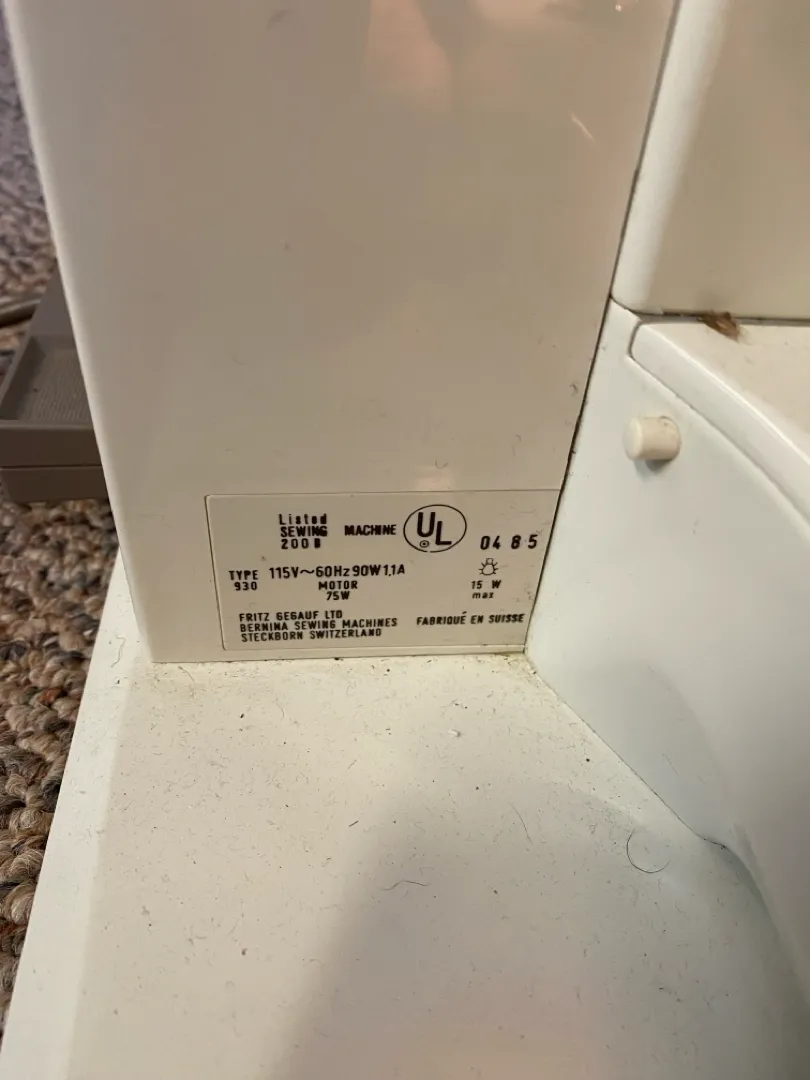 Listed
SEWING MACHINE UL 0485
200B
TYPE 115V~60Hz 90W 1,1A
930 MOTOR 15 W
75W max
FRITZ GEGAUF LTD
BERNINA SEWING MACHINES FABRIQUÉ EN SUISSE
STECKBORN SWITZERLAND